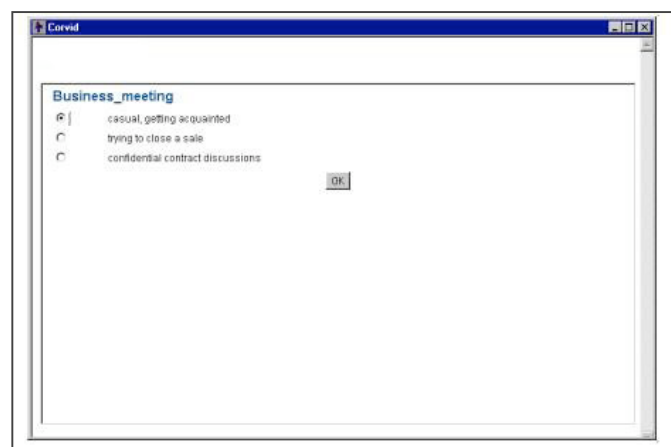 Corvid
Business_meeting
casual, getting acquainted
trying to close a sale
confidential contract discussions
OK